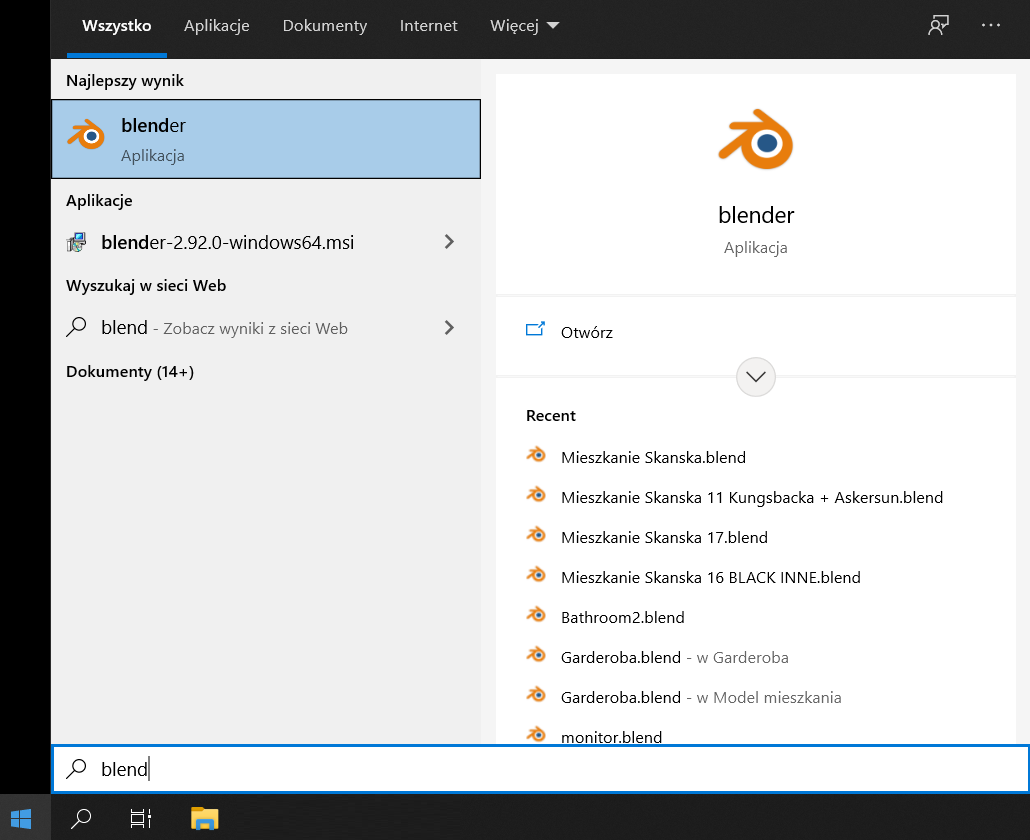 Wszystko Aplikacje Dokumenty Internet Więcej
Najlepszy wynik
blender
Aplikacja
Aplikacje
blender-2.92.0-windows64.msi
Wyszukaj w sieci Web
blend - Zobacz wyniki z sieci Web
Dokumenty (14+)
blender
Aplikacja
Otwórz
Recent
Mieszkanie Skanska.blend
Mieszkanie Skanska 11 Kungsbacka + Askersun.blend
Mieszkanie Skanska 17.blend
Mieszkanie Skanska 16 BLACK INNE.blend
Bathroom2.blend
Garderoba.blend - w Garderoba
Garderoba.blend - w Model mieszkania
monitor.blend
blend